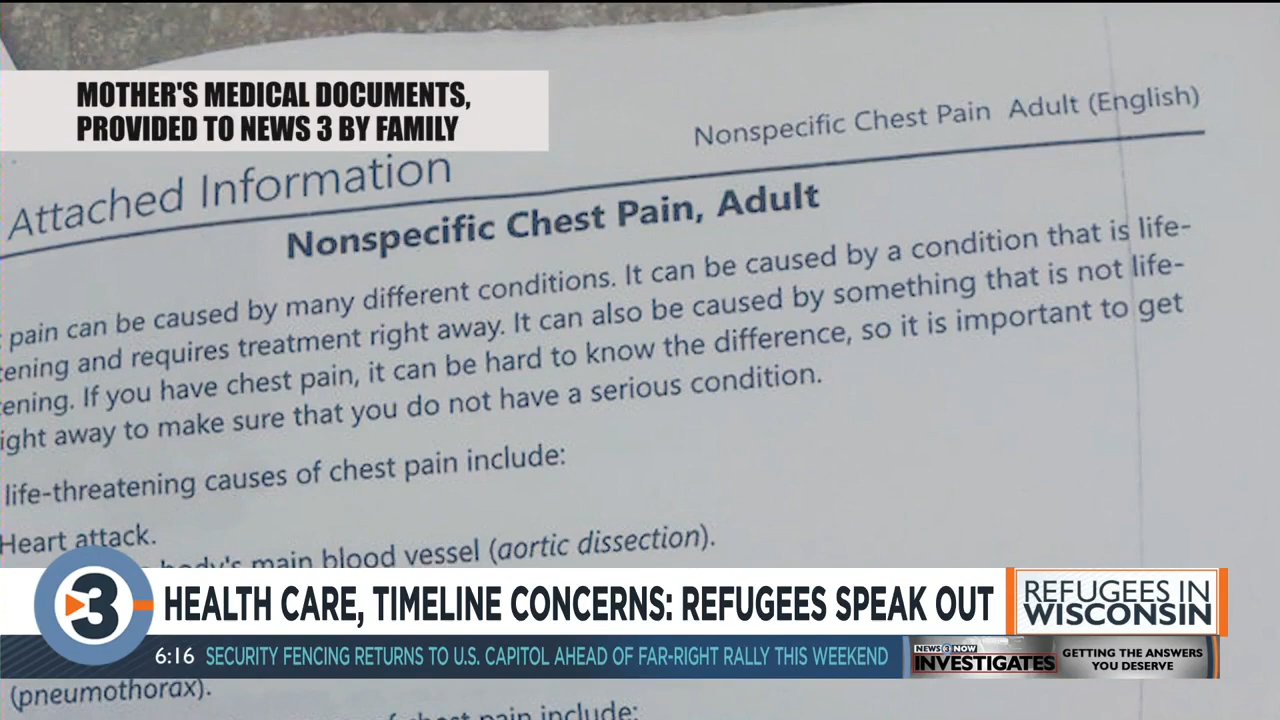 MOTHER'S MEDICAL DOCUMENTS,
PROVIDED TO NEWS 3 BY FAMILY
Nonspecific Chest Pain Adult (English)
Attached Information
Nonspecific Chest Pain, Adult
pain can be caused by many different conditions. It can be caused by a condition that is life-
tening and requires treatment right away. It can also be caused by something that is not life-
tening. If you have chest pain, it can be hard to know the difference, so it is important to get
ight away to make sure that you do not have a serious condition.
life-threatening causes of chest pain include:
Heart attack.
body's main blood vessel (aortic dissection).
3
HEALTH CARE, TIMELINE CONCERNS: REFUGEES SPEAK OUT
REFUGEES IN
WISCONSIN
6:16 SECURITY FENCING RETURNS TO U.S. CAPITOL AHEAD OF FAR-RIGHT RALLY THIS WEEKEND
NEWS 3 NOW
INVESTIGATES
GETTING THE ANSWERS
YOU DESERVE
(pneumothorax).
chest pain include: